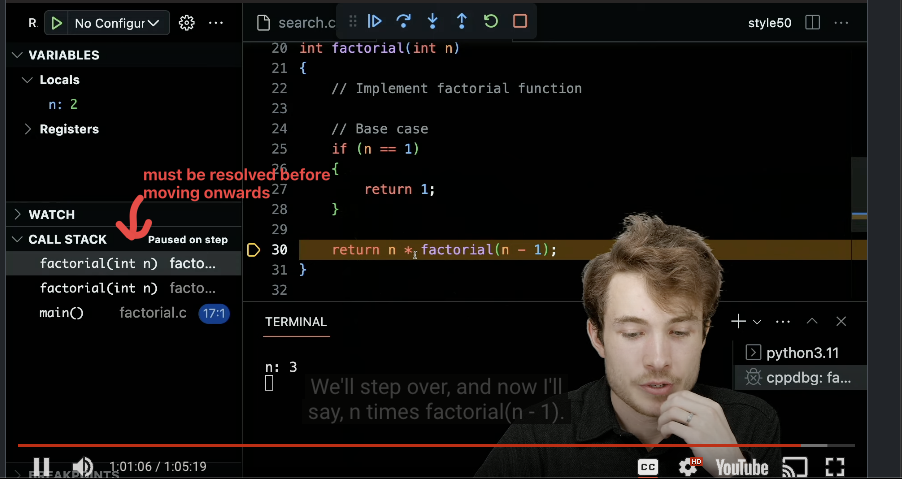 R. No Configur
search.c
style50
VARIABLES
Locals
n: 2
Registers
must be resolved before
moving onwards
WATCH
CALL STACK Paused on step
factorial(int n) facto...
factorial(int n) facto...
main() factorial.c 17:1
20 int factorial(int n)
21 {
22 // Implement factorial function
23
24 // Base case
25 if (n == 1)
26 {
27 return 1;
28 }
29
30 return n * factorial(n - 1);
31 }
32
TERMINAL
n: 3
python3.11
cppdbg: fa...
We'll step over, and now I'll
say, n times factorial(n - 1).
1:01:06 / 1:05:19
CC
HD
YouTube
BREAKPOINTS